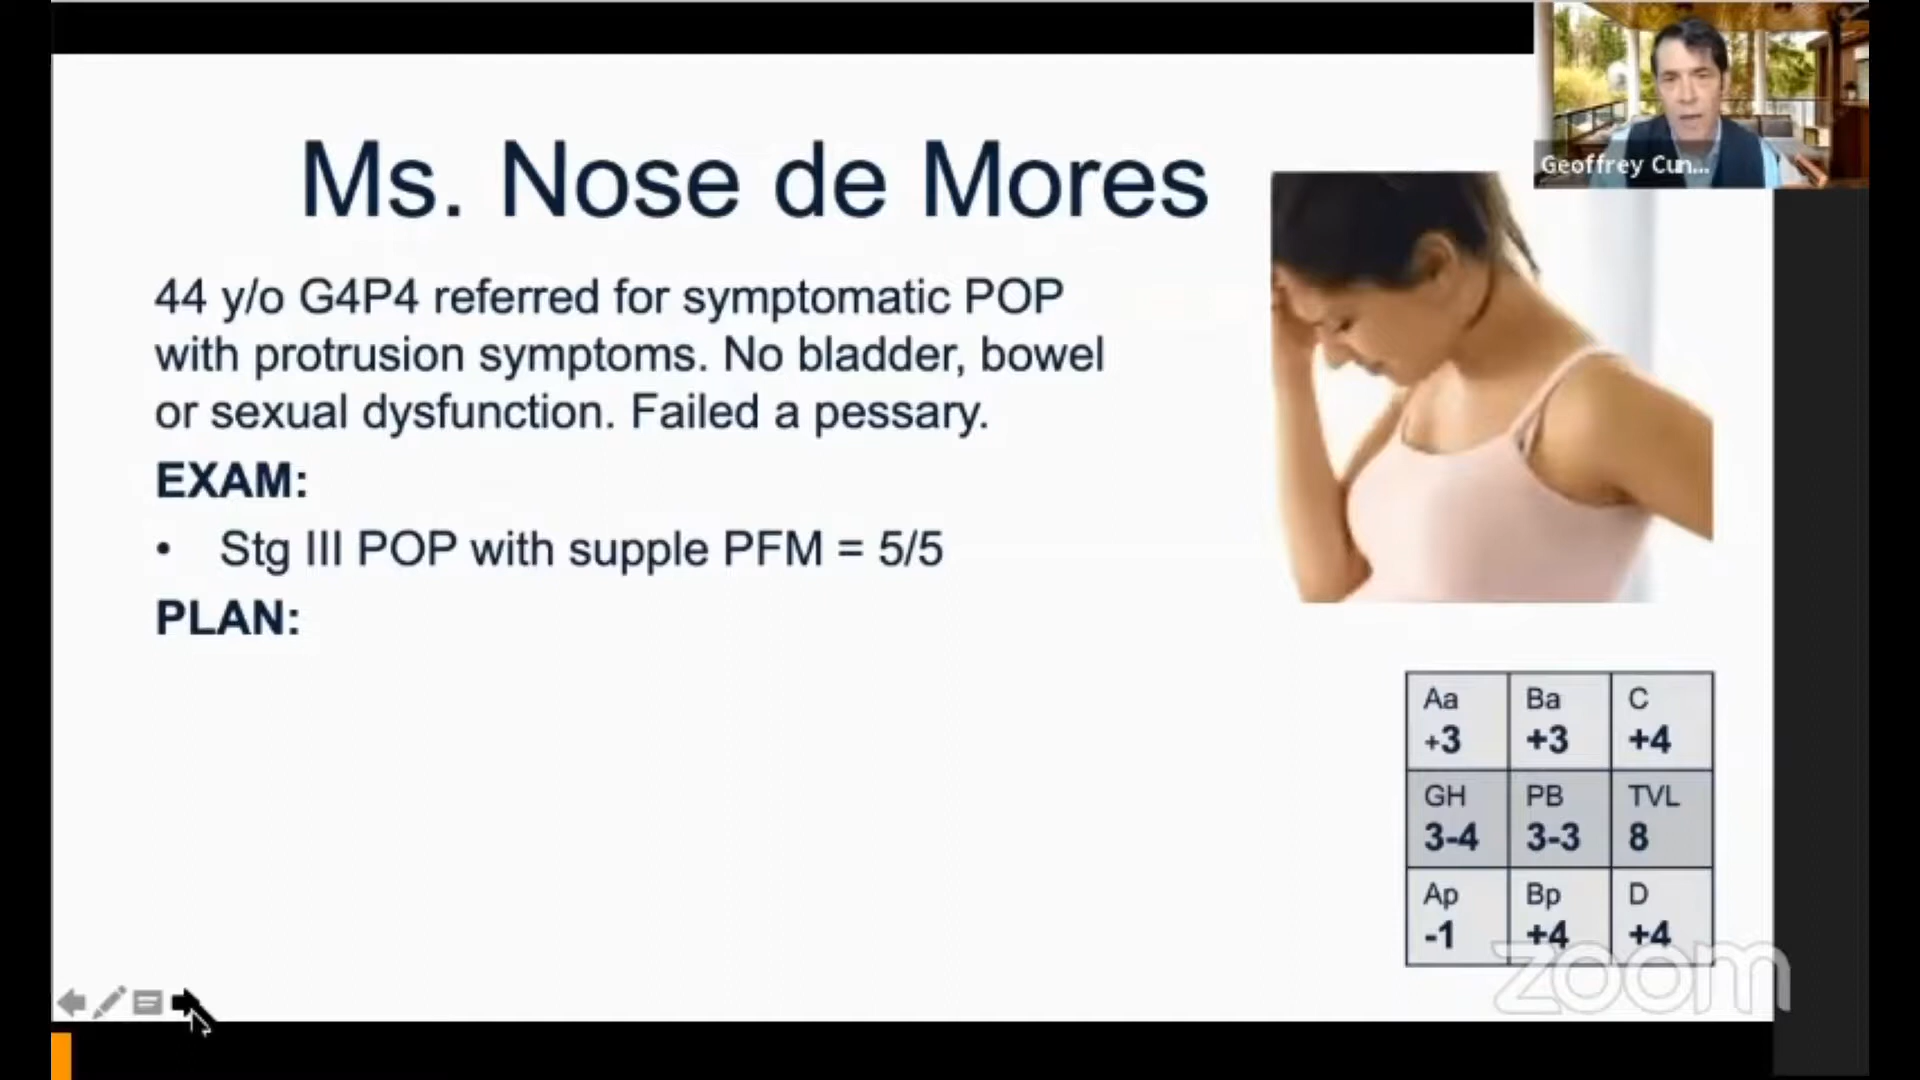 Ms. Nose de Mores
Geoffrey Cun...
44 y/o G4P4 referred for symptomatic POP
with protrusion symptoms. No bladder, bowel
or sexual dysfunction. Failed a pessary.
EXAM:
• Stg III POP with supple PFM = 5/5
PLAN:
Aa Ba C
+3 +3 +4
GH PB TVL
3-4 3-3 8
Ap Bp D
-1 +4 +4
zoom